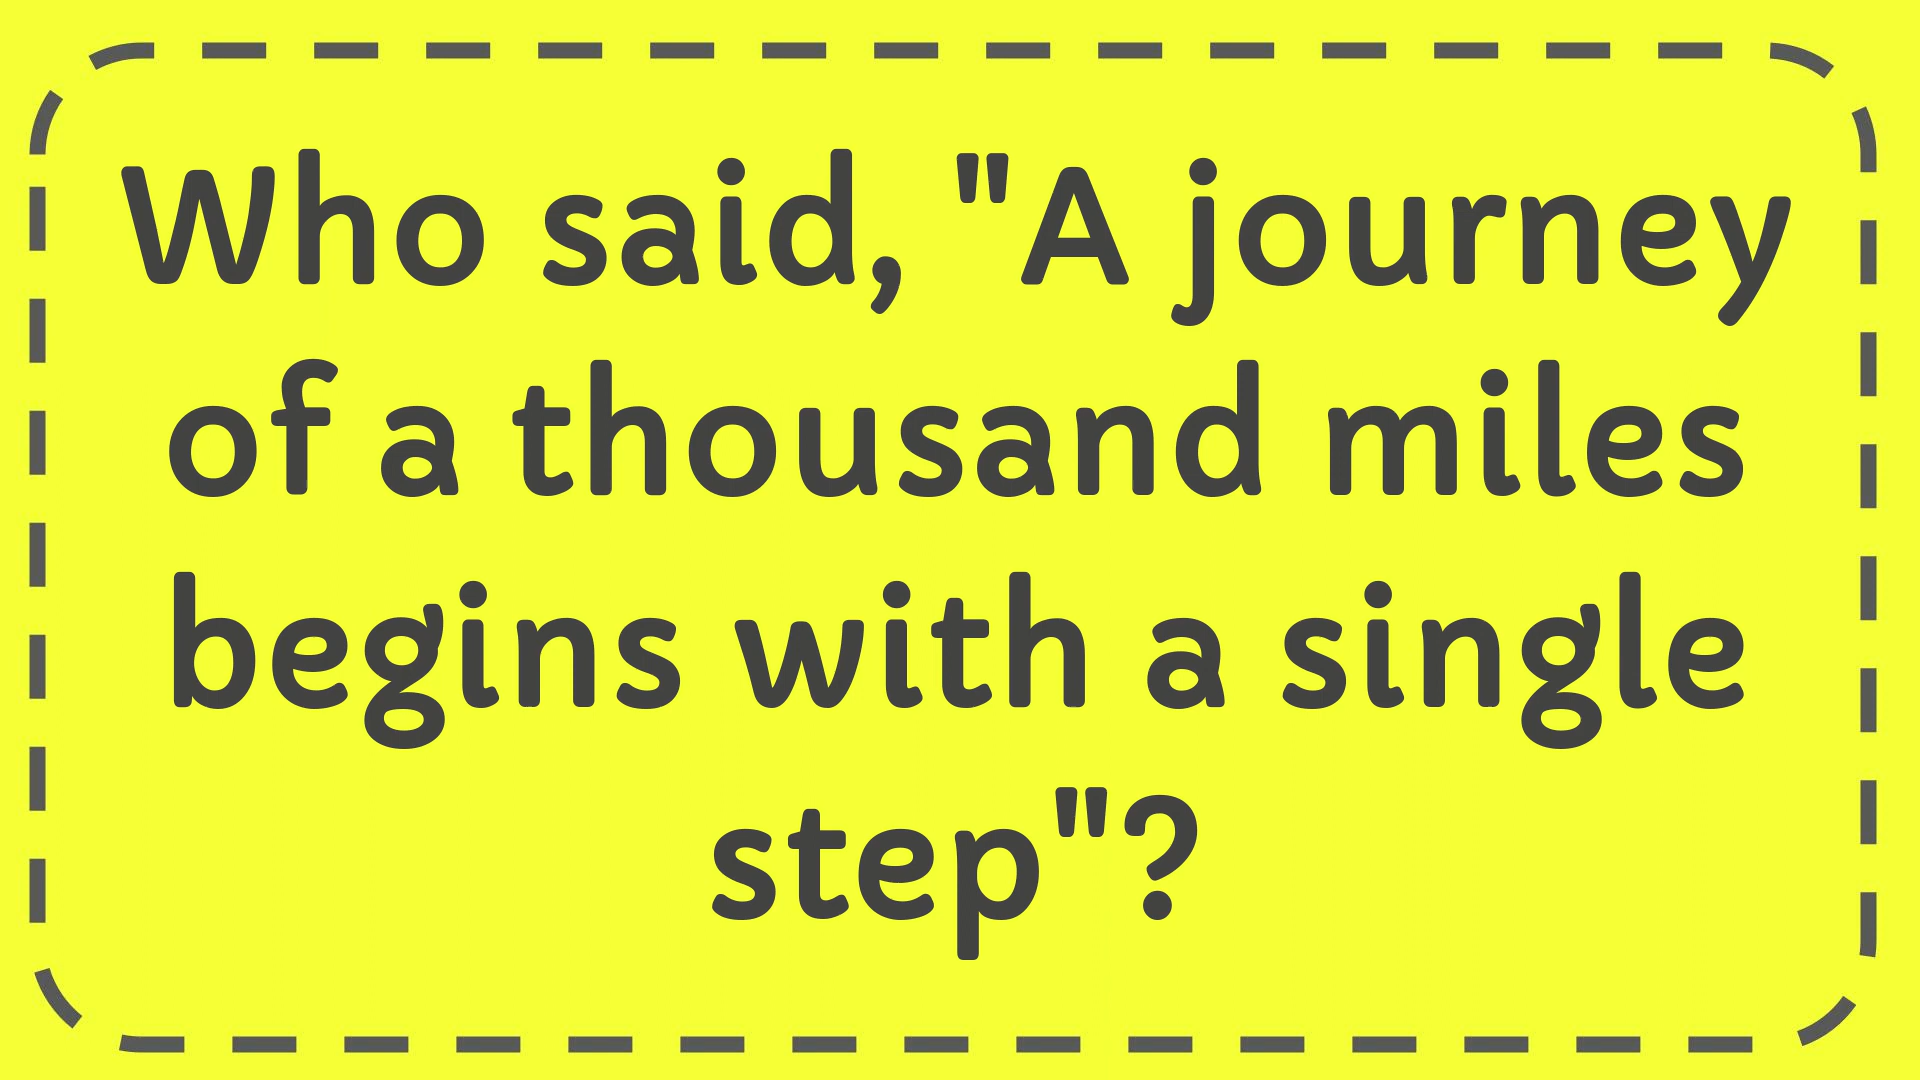 Who said, "A journey
of a thousand miles
begins with a single
step"?